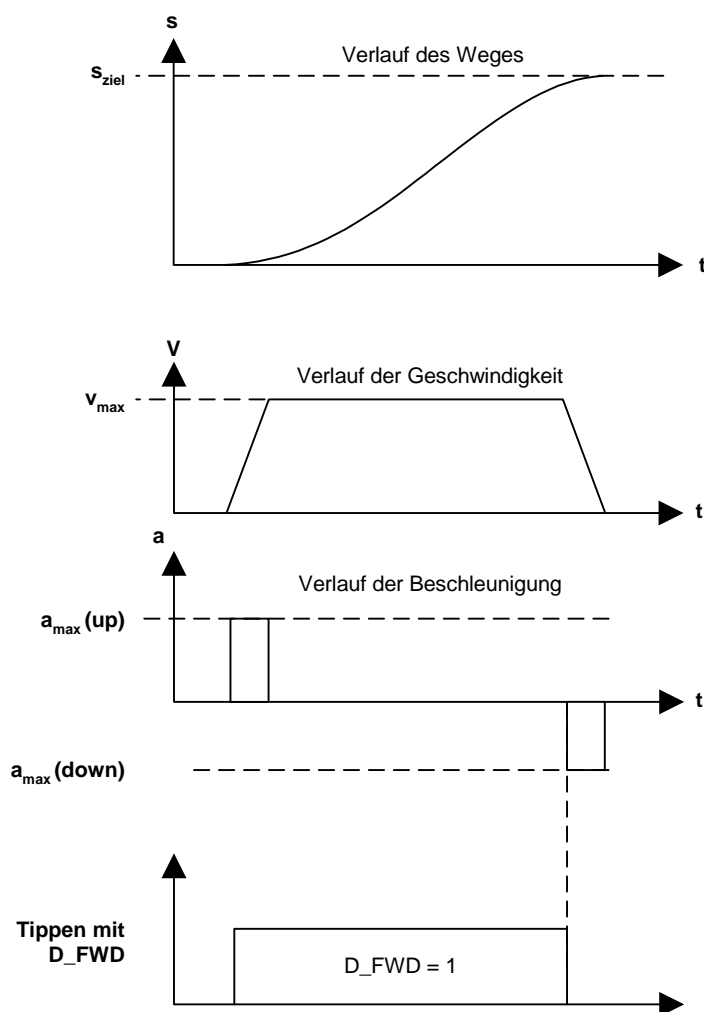 s
Verlauf des Weges
s_ziel
t
V
Verlauf der Geschwindigkeit
v_max
t
a
Verlauf der Beschleunigung
a_max (up)
t
a_max (down)
Tippen mit
D_FWD
D_FWD = 1